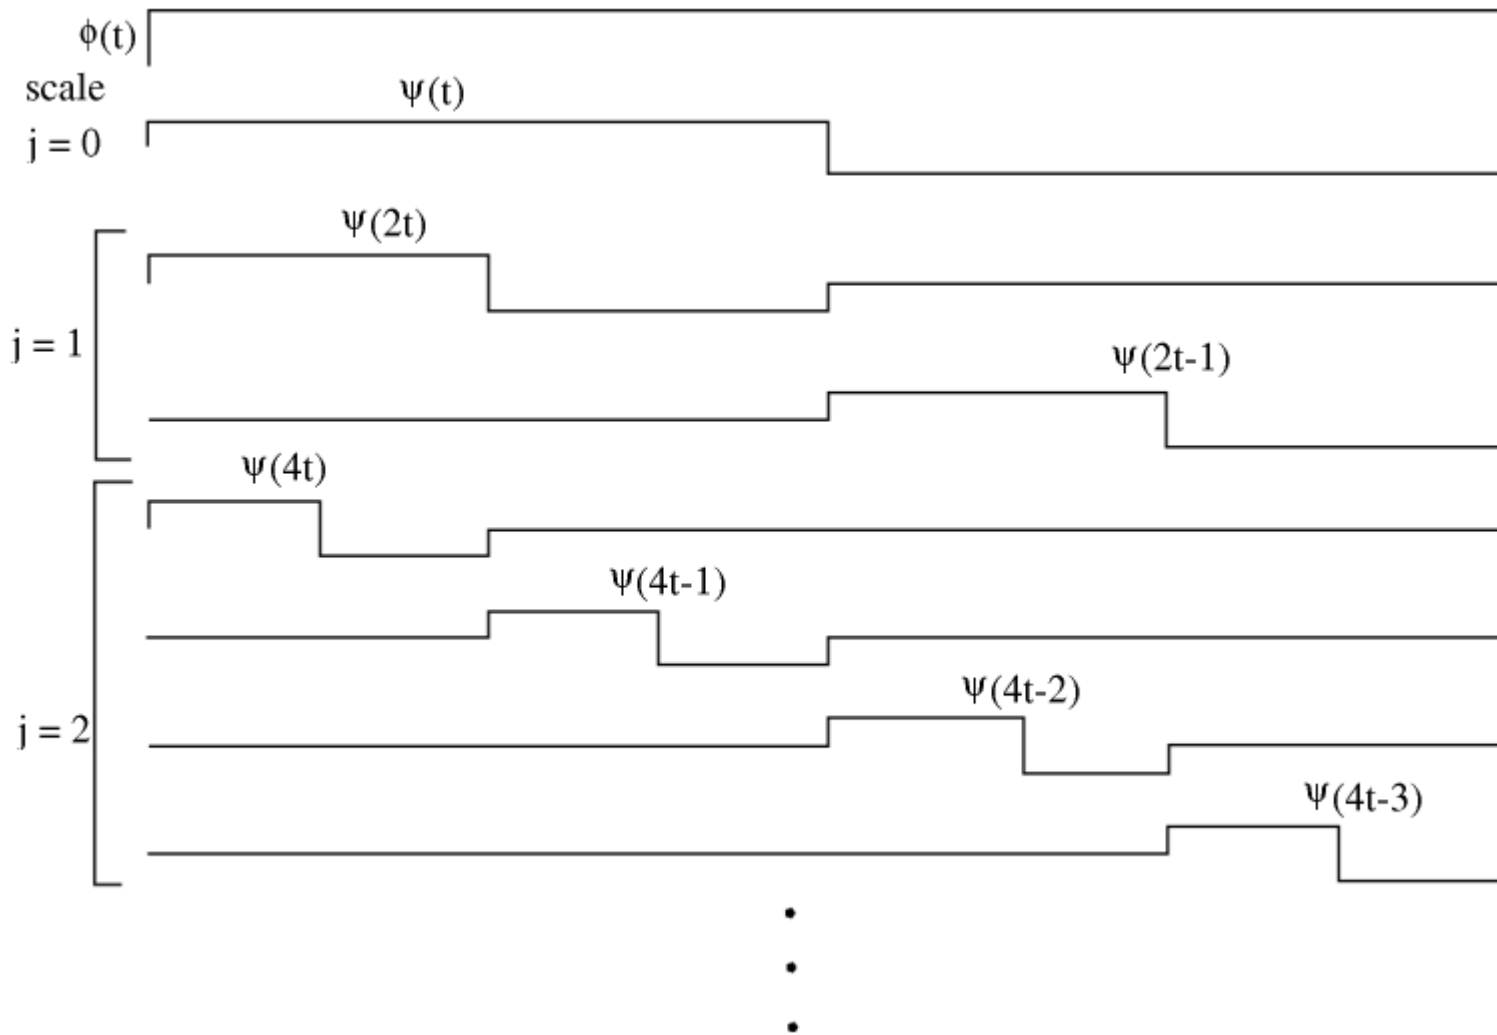 ϕ(t)
scale
ψ(t)
j = 0
ψ(2t)
j = 1
ψ(2t-1)
ψ(4t)
ψ(4t-1)
ψ(4t-2)
j = 2
ψ(4t-3)